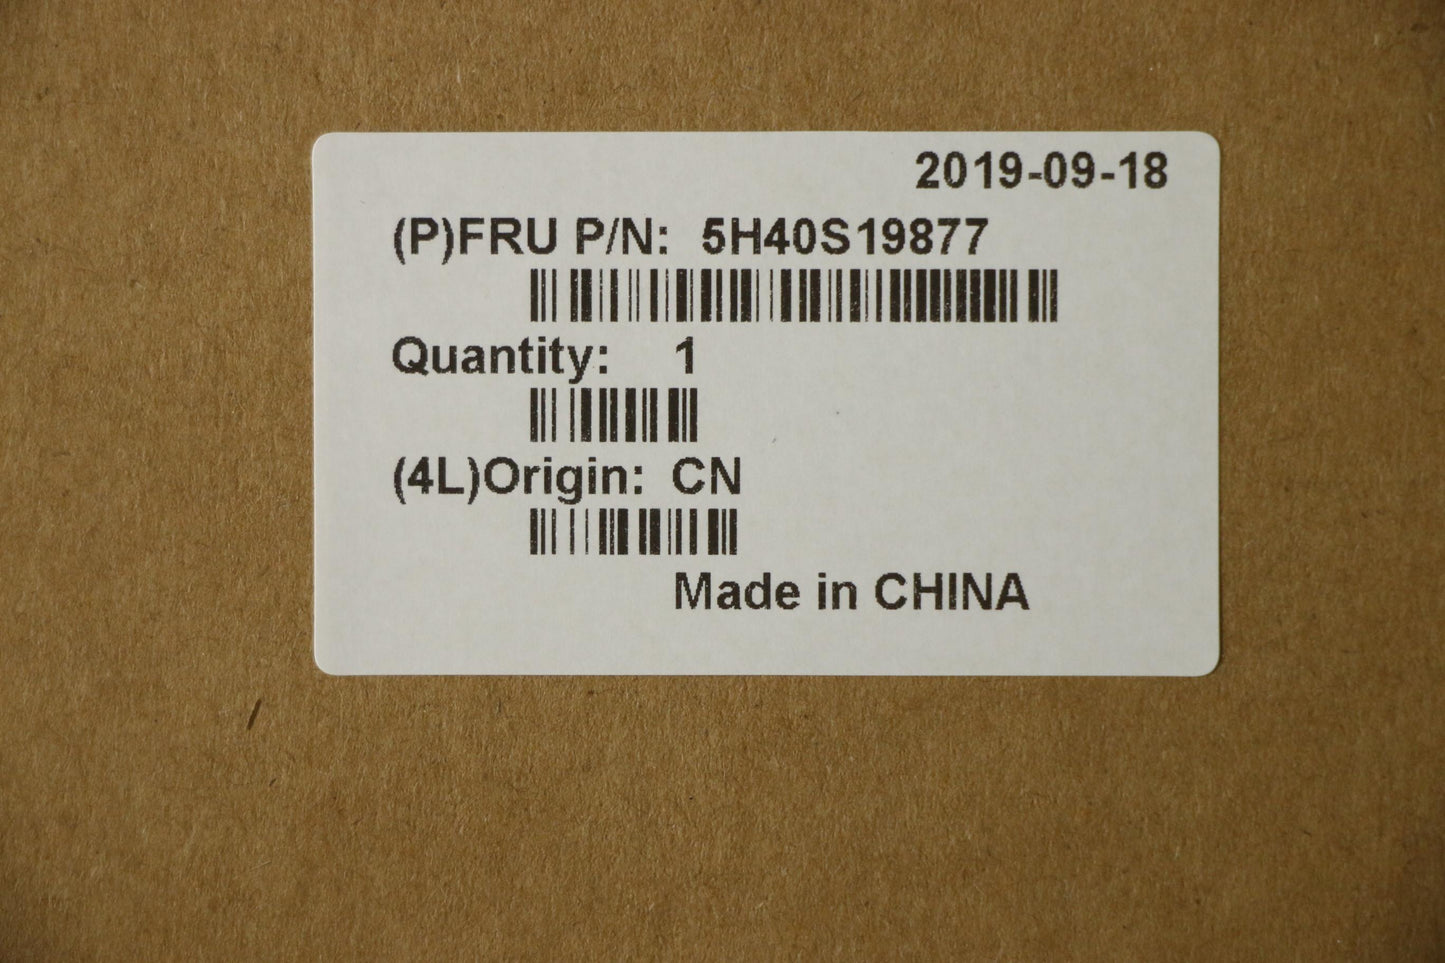 2019-09-18
(P)FRU P/N: 5H40S19877
Quantity: 1
(4L)Origin: CN
Made in CHINA